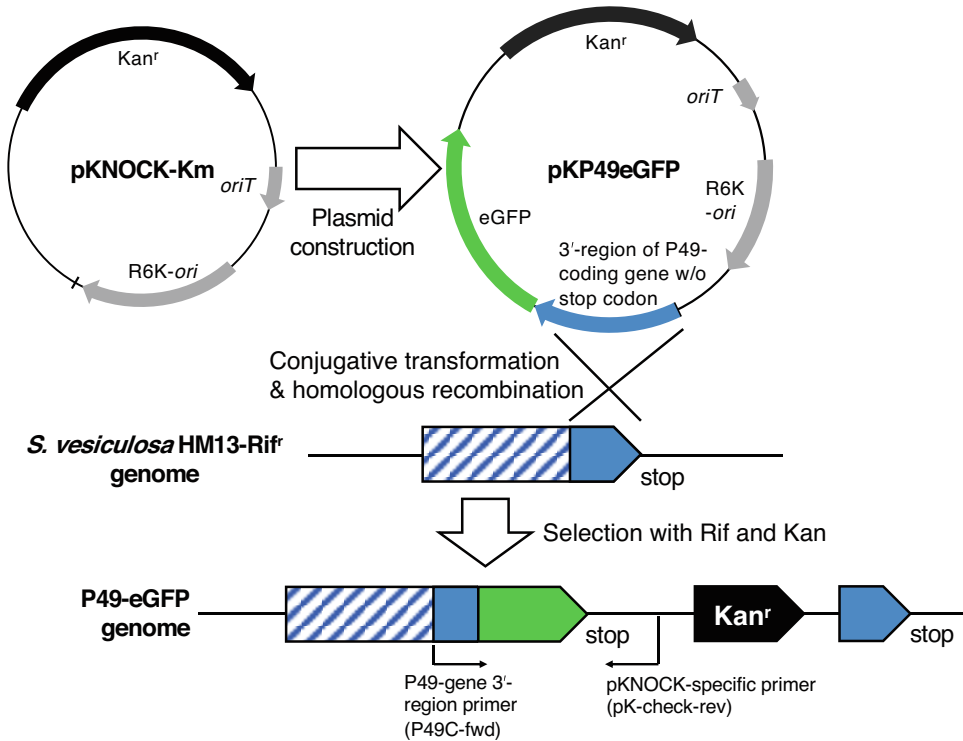 Kanʳ
pKNOCK-Km
oriT
R6K-ori
Plasmid
construction
Kanʳ
oriT
pKP49eGFP
R6K
-ori
eGFP
3′-region of P49-
coding gene w/o
stop codon
Conjugative transformation
& homologous recombination
S. vesiculosa HM13-Rifʳ
genome
stop
Selection with Rif and Kan
P49-eGFP
genome
stop
Kanʳ
stop
P49-gene 3′-
region primer
(P49C-fwd)
pKNOCK-specific primer
(pK-check-rev)